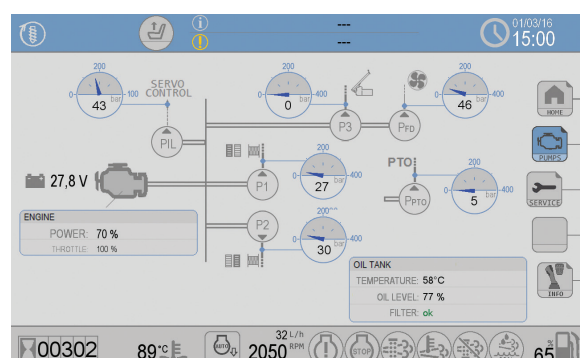 --- 01/03/16
--- 15:00
200
0 100
bar
43
SERVO
CONTROL
PIL
200
0 400
bar
0
P3
PFD
200
0 400
bar
46
HOME
PUMPS
SERVICE
INFO
27,8 V
P1
200
0 400
bar
27
PTO
PPTO
200
0 400
bar
5
P2
200
0 400
bar
30
ENGINE
POWER: 70 %
THROTTLE: 100 %
OIL TANK
TEMPERATURE: 58°C
OIL LEVEL: 77 %
FILTER: ok
00302
89°C
AUTO
32 L/h
2050 RPM
STOP
65